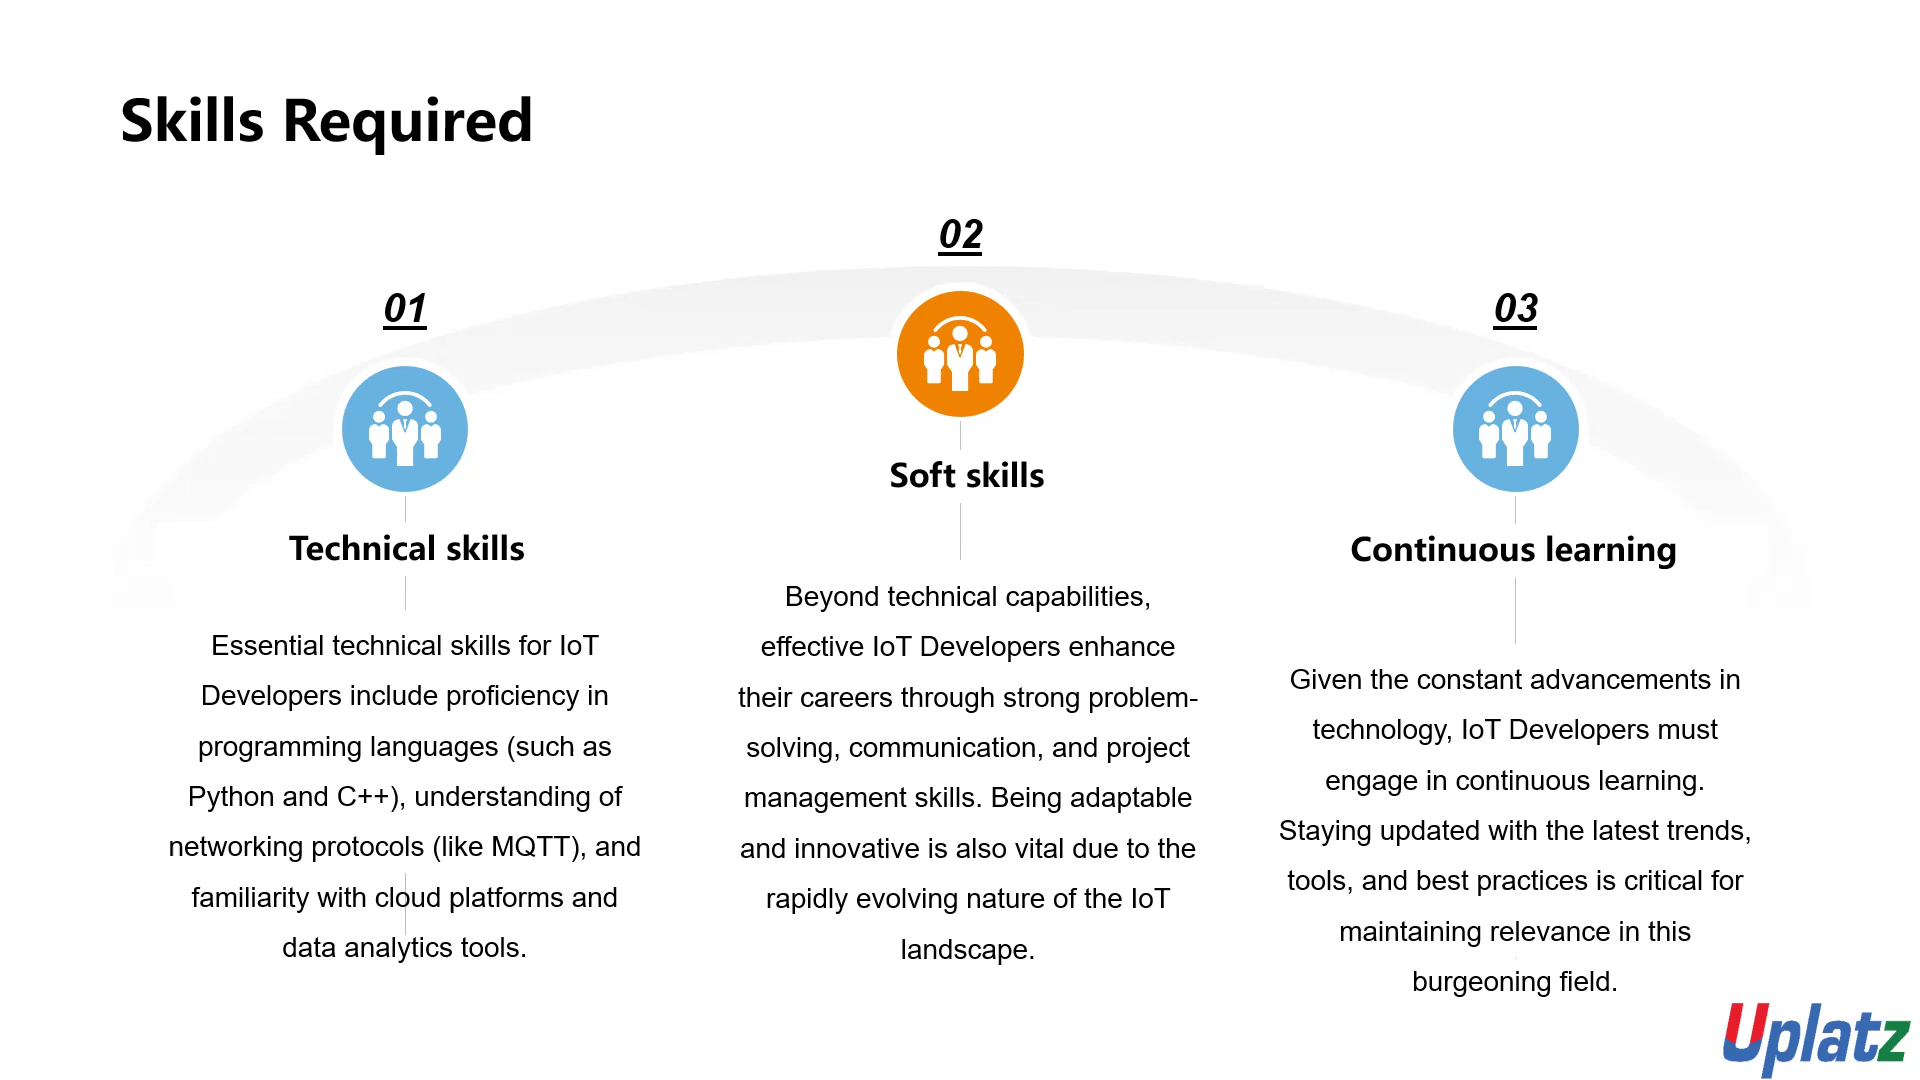 Skills Required
01
Technical skills
Essential technical skills for IoT
Developers include proficiency in
programming languages (such as
Python and C++), understanding of
networking protocols (like MQTT), and
familiarity with cloud platforms and
data analytics tools.
02
Soft skills
Beyond technical capabilities,
effective IoT Developers enhance
their careers through strong problem-
solving, communication, and project
management skills. Being adaptable
and innovative is also vital due to the
rapidly evolving nature of the IoT
landscape.
03
Continuous learning
Given the constant advancements in
technology, IoT Developers must
engage in continuous learning.
Staying updated with the latest trends,
tools, and best practices is critical for
maintaining relevance in this
burgeoning field.
Uplatz